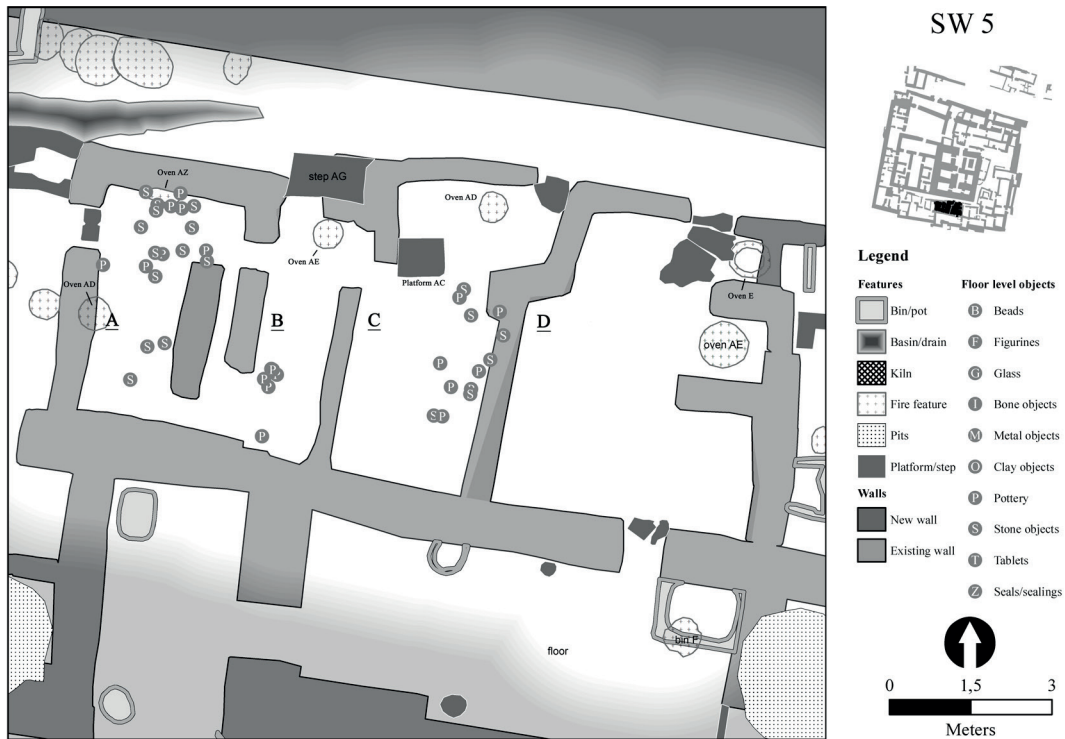 SW 5
Oven AZ
step AG
Oven AD
Oven AE
Platform AC
Oven E
Oven AD
A
B
C
D
oven AE
bin F
floor
S
P
S
P
P
S
S
S
S
P
S
P
S
P
S
P
S
S
S
S
P
P
P
P
S
P
S
P
S
S
P
P
P
S
S
S
P
Legend
Features
Bin/pot
Basin/drain
Kiln
Fire feature
Pits
Platform/step
Walls
New wall
Existing wall
Floor level objects
B Beads
F Figurines
G Glass
I Bone objects
M Metal objects
O Clay objects
P Pottery
S Stone objects
T Tablets
Z Seals/sealings
0 1,5 3
Meters